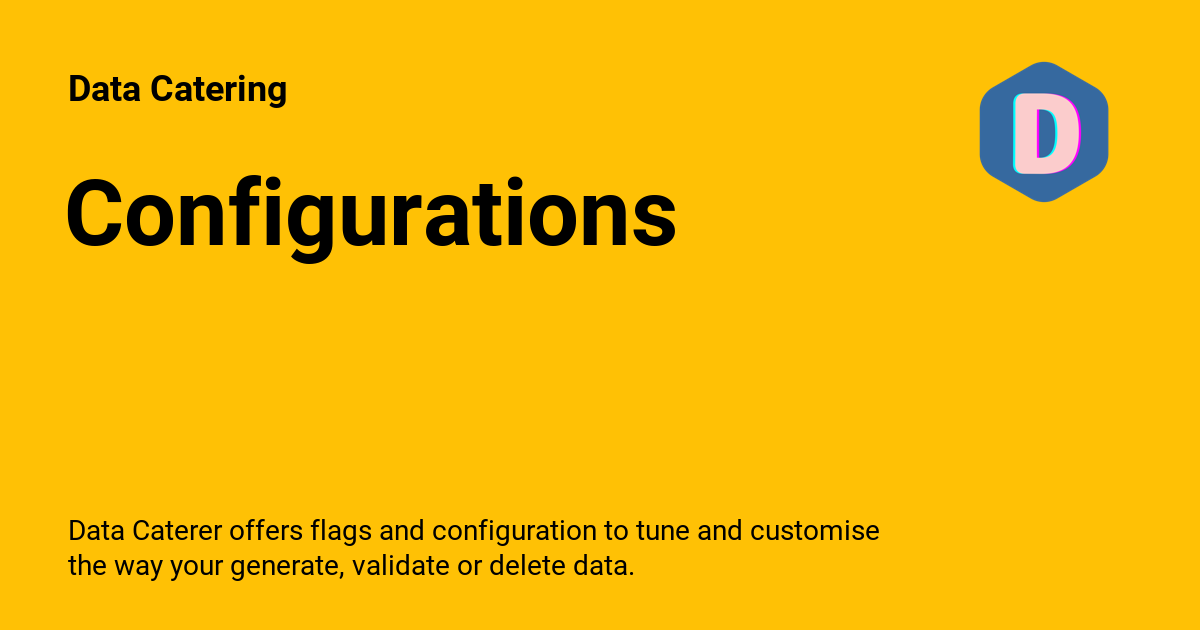 Data Catering
D
Configurations
Data Caterer offers flags and configuration to tune and customise
the way your generate, validate or delete data.